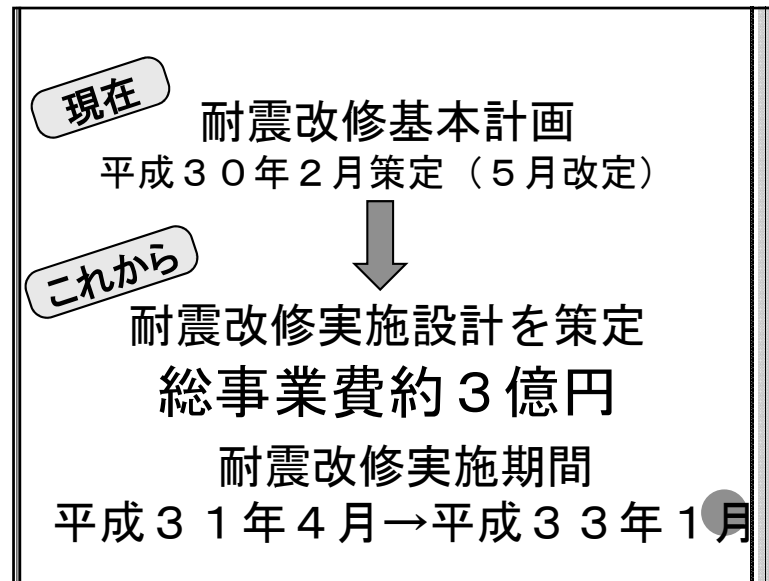 現在
耐震改修基本計画
平成３０年２月策定（５月改定）
これから
耐震改修実施設計を策定
総事業費約３億円
耐震改修実施期間
平成３１年４月→平成３３年１月